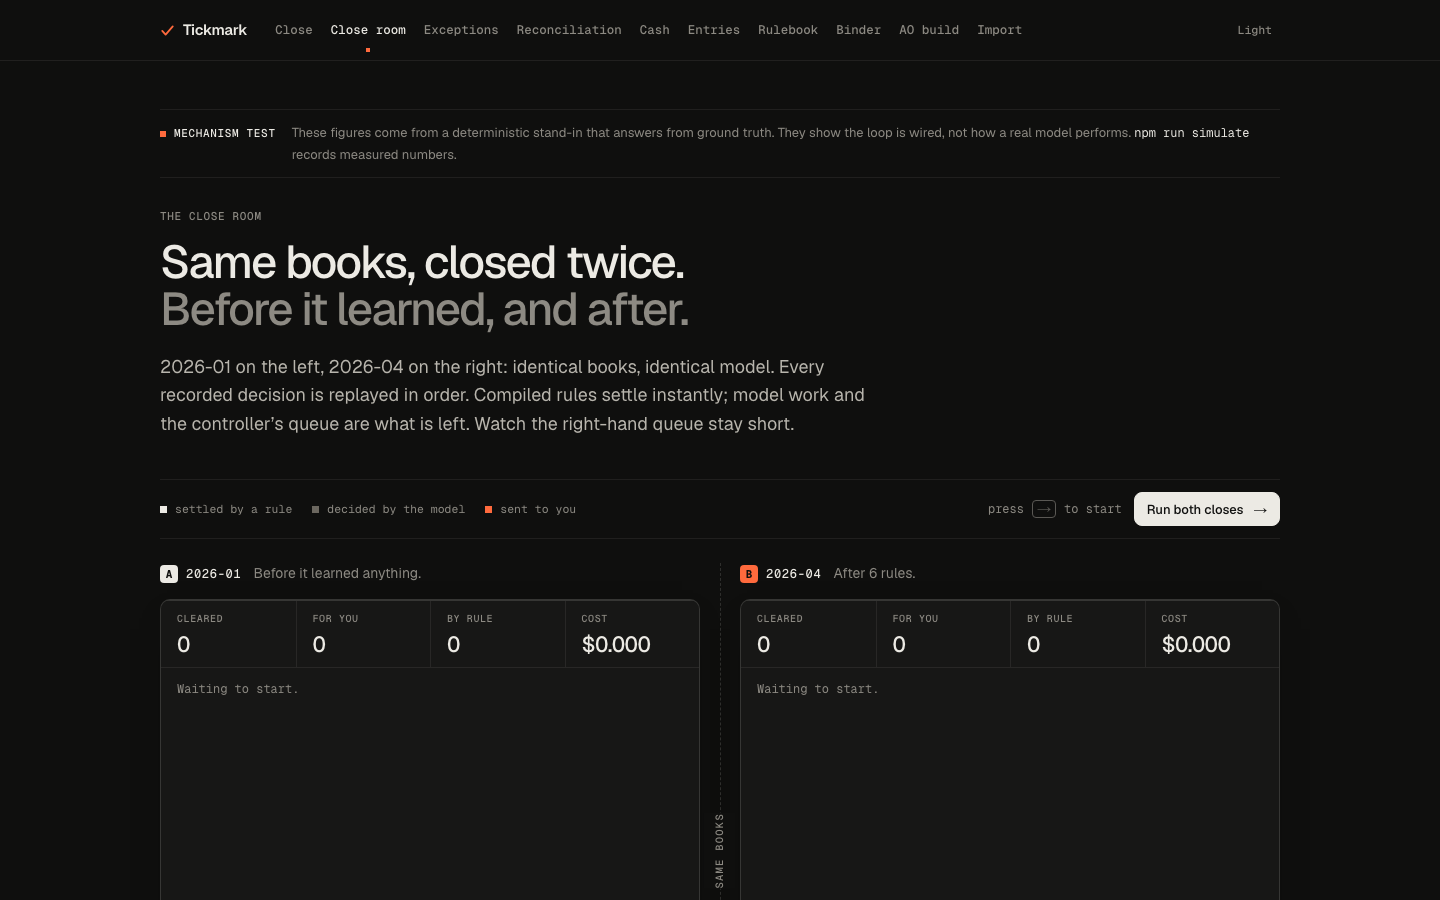 Tickmark
Close
Close room
Exceptions
Reconciliation
Cash
Entries
Rulebook
Binder
AO build
Import
Light
MECHANISM TEST
These figures come from a deterministic stand-in that answers from ground truth. They show the loop is wired, not how a real model performs. npm run simulate
records measured numbers.
THE CLOSE ROOM
Same books, closed twice.
Before it learned, and after.
2026-01 on the left, 2026-04 on the right: identical books, identical model. Every
recorded decision is replayed in order. Compiled rules settle instantly; model work and
the controller’s queue are what is left. Watch the right-hand queue stay short.
settled by a rule
decided by the model
sent to you
press → to start
Run both closes →
A 2026-01 Before it learned anything.
CLEARED
0
FOR YOU
0
BY RULE
0
COST
$0.000
Waiting to start.
SAME BOOKS
B 2026-04 After 6 rules.
CLEARED
0
FOR YOU
0
BY RULE
0
COST
$0.000
Waiting to start.